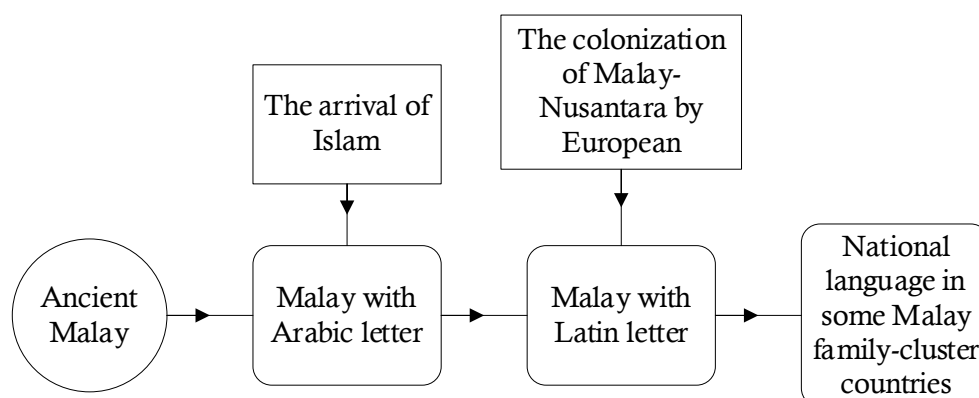 The arrival of
Islam
The colonization
of Malay-
Nusantara by
European
Ancient
Malay
Malay with
Arabic letter
Malay with
Latin letter
National
language in
some Malay
family-cluster
countries